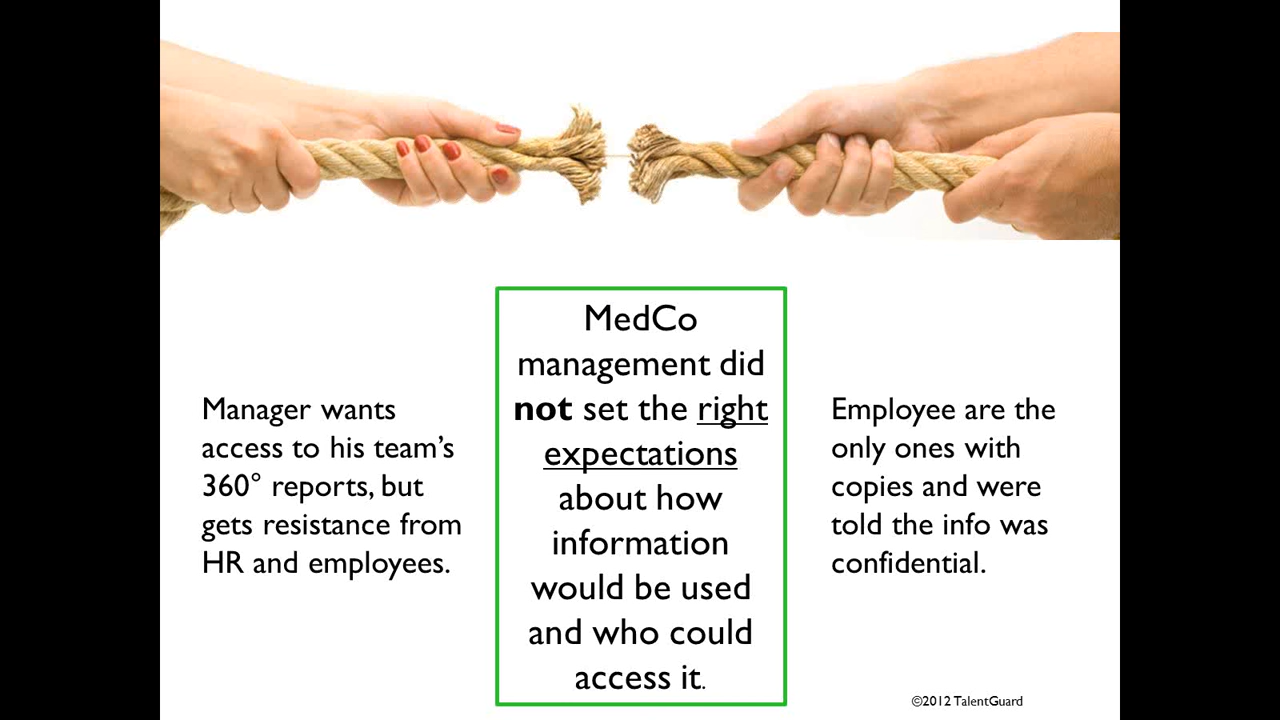 Manager wants
access to his team's
360° reports, but
gets resistance from
HR and employees.
MedCo
management did
not set the right
expectations
about how
information
would be used
and who could
access it.
Employee are the
only ones with
copies and were
told the info was
confidential.
©2012 TalentGuard